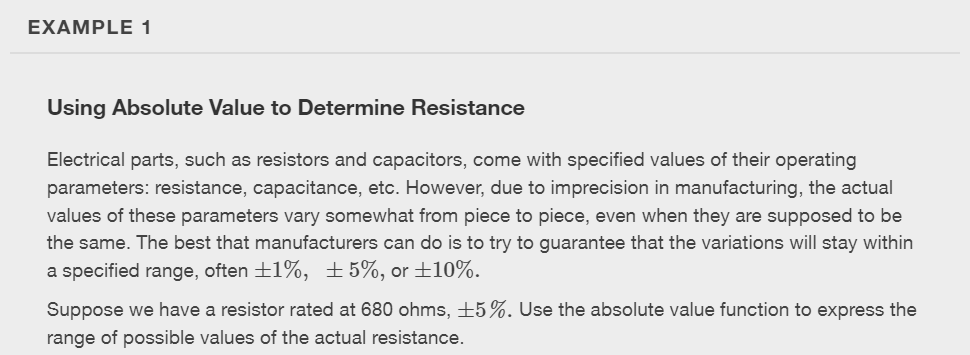 EXAMPLE 1
Using Absolute Value to Determine Resistance
Electrical parts, such as resistors and capacitors, come with specified values of their operating
parameters: resistance, capacitance, etc. However, due to imprecision in manufacturing, the actual
values of these parameters vary somewhat from piece to piece, even when they are supposed to be
the same. The best that manufacturers can do is to try to guarantee that the variations will stay within
a specified range, often ±1%, ±5%, or ±10%.
Suppose we have a resistor rated at 680 ohms, ±5%. Use the absolute value function to express the
range of possible values of the actual resistance.